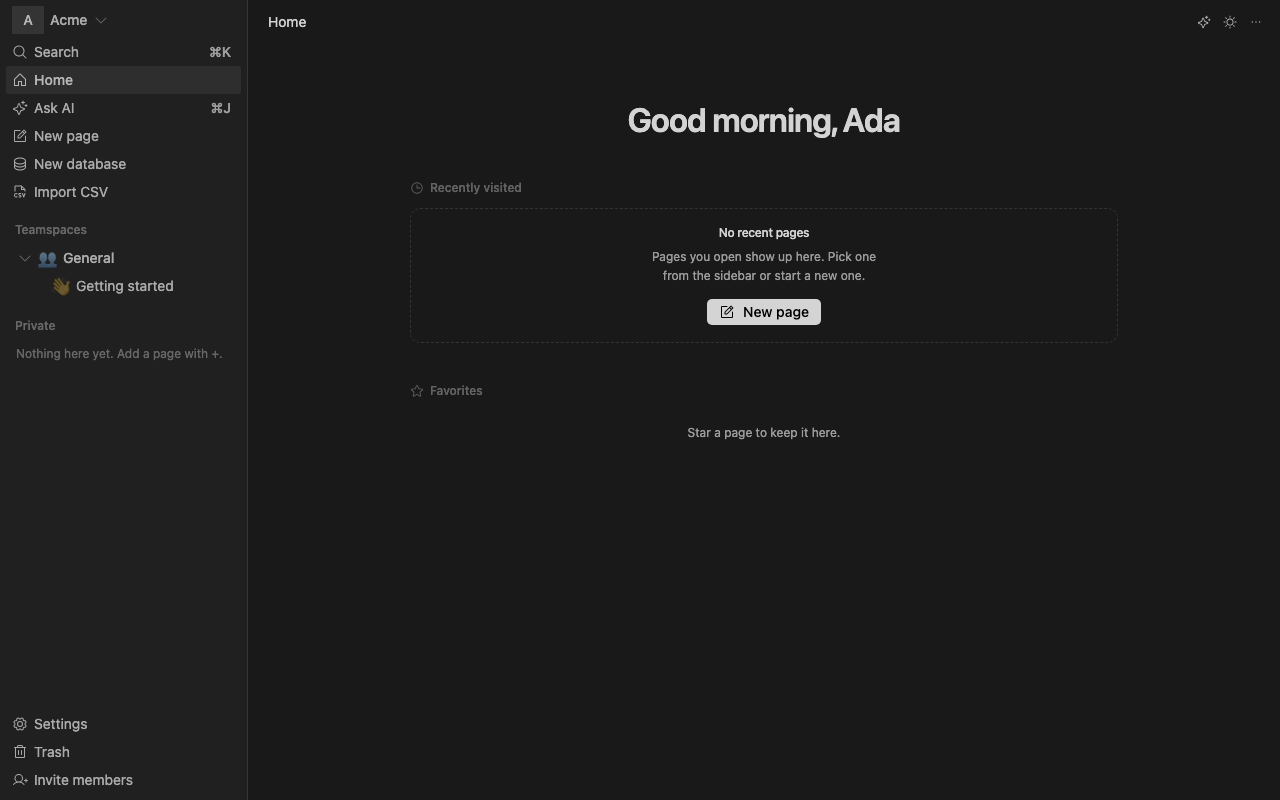 A Acme
Search ⌘K
Home
Ask AI ⌘J
New page
New database
Import CSV
Teamspaces
General
Getting started
Private
Nothing here yet. Add a page with +.
Settings
Trash
Invite members
Home
Good morning, Ada
Recently visited
No recent pages
Pages you open show up here. Pick one
from the sidebar or start a new one.
New page
Favorites
Star a page to keep it here.